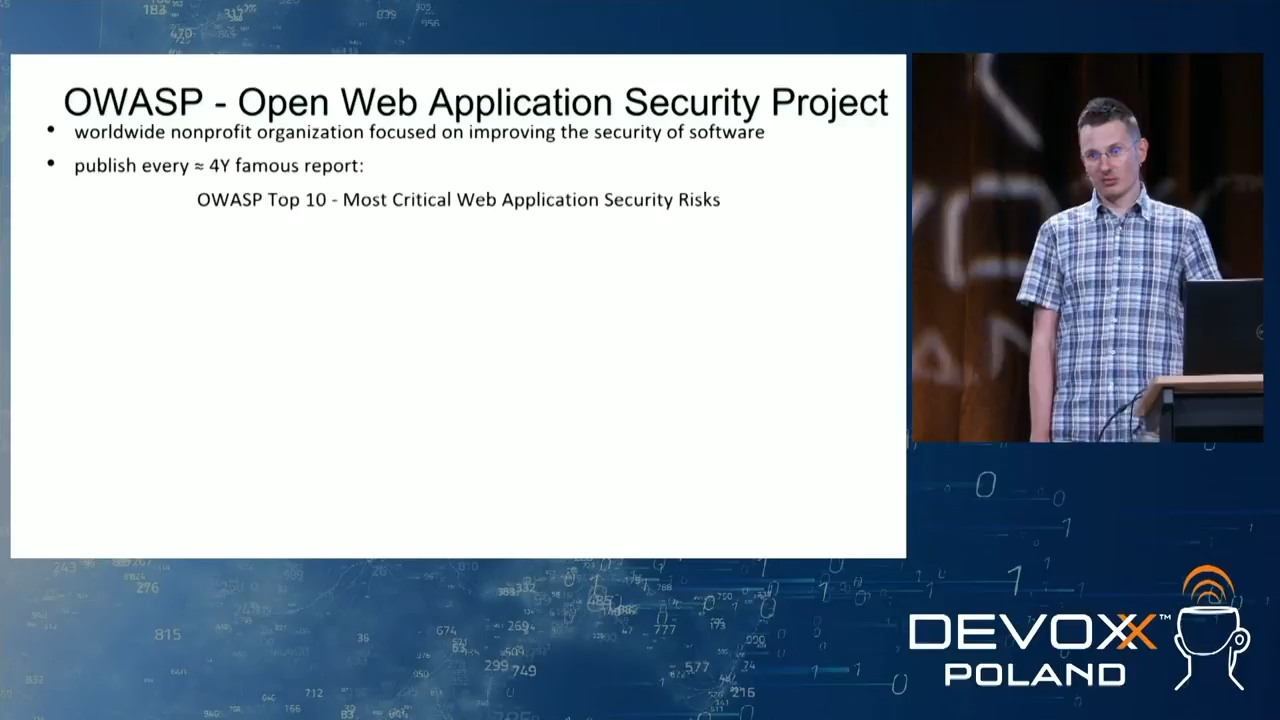 OWASP - Open Web Application Security Project
• worldwide nonprofit organization focused on improving the security of software
• publish every ≈ 4Y famous report:
OWASP Top 10 - Most Critical Web Application Security Risks
DEVOXX™
POLAND